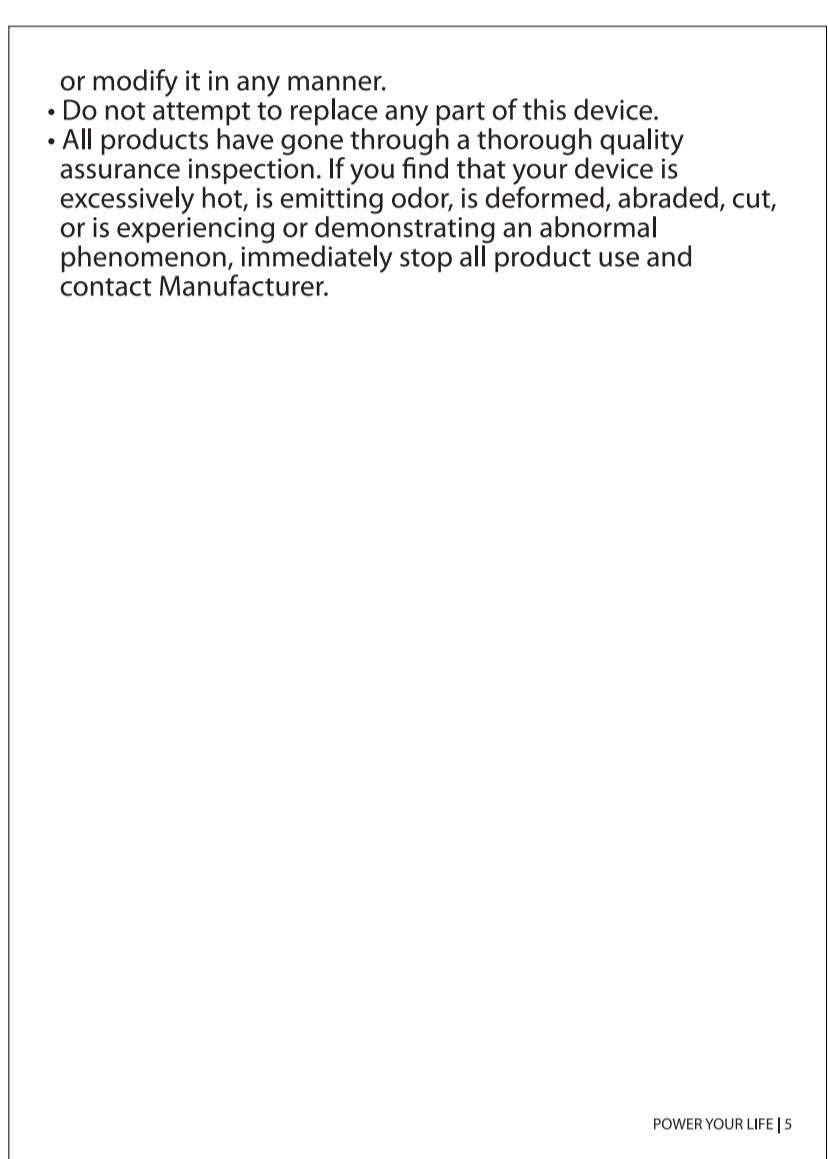 or modify it in any manner.
• Do not attempt to replace any part of this device.
• All products have gone through a thorough quality
assurance inspection. If you find that your device is
excessively hot, is emitting odor, is deformed, abraded, cut,
or is experiencing or demonstrating an abnormal
phenomenon, immediately stop all product use and
contact Manufacturer.
POWER YOUR LIFE | 5